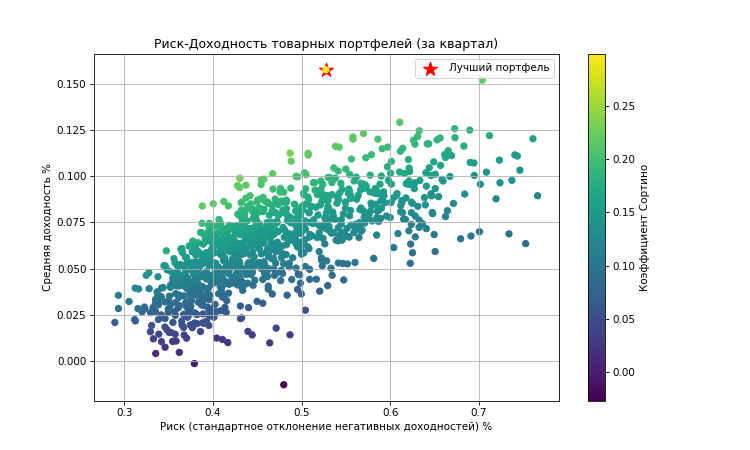 Риск-Доходность товарных портфелей (за квартал)
Лучший портфель
Средняя доходность %
0.150
0.125
0.100
0.075
0.050
0.025
0.000
0.3 0.4 0.5 0.6 0.7
Риск (стандартное отклонение негативных доходностей) %
0.25
0.20
0.15
0.10
0.05
0.00
Коэффициент Сортино